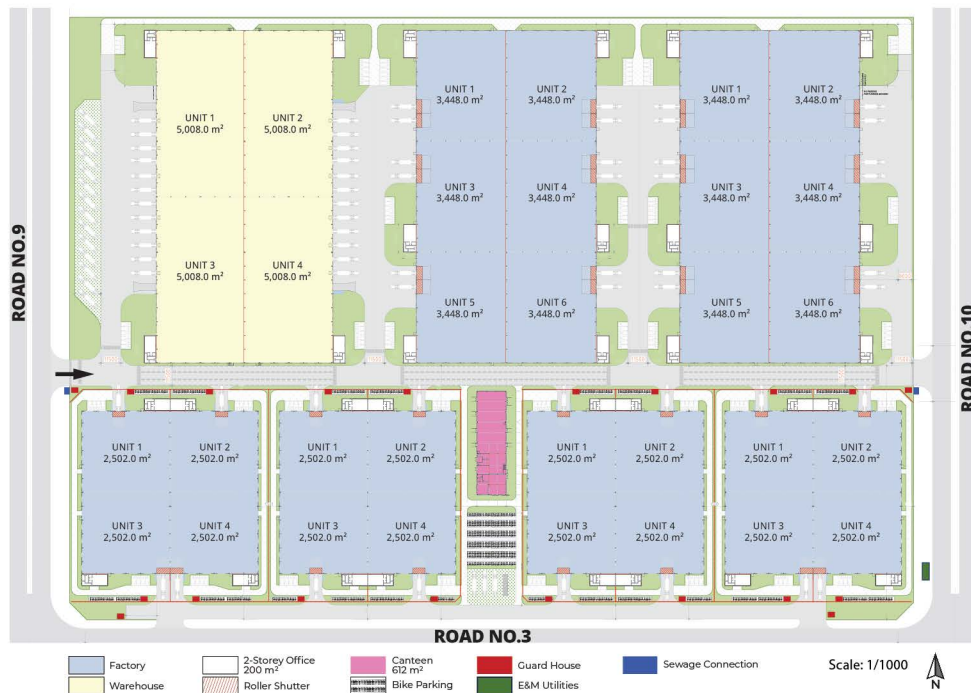 UNIT 1
5,008.0 m²
UNIT 2
5,008.0 m²
UNIT 3
5,008.0 m²
UNIT 4
5,008.0 m²
UNIT 1
3,448.0 m²
UNIT 2
3,448.0 m²
UNIT 3
3,448.0 m²
UNIT 4
3,448.0 m²
UNIT 5
3,448.0 m²
UNIT 6
3,448.0 m²
UNIT 1
3,448.0 m²
UNIT 2
3,448.0 m²
UNIT 3
3,448.0 m²
UNIT 4
3,448.0 m²
UNIT 5
3,448.0 m²
UNIT 6
3,448.0 m²
ROAD NO.9
ROAD NO.10
UNIT 1
2,502.0 m²
UNIT 2
2,502.0 m²
UNIT 3
2,502.0 m²
UNIT 4
2,502.0 m²
UNIT 1
2,502.0 m²
UNIT 2
2,502.0 m²
UNIT 3
2,502.0 m²
UNIT 4
2,502.0 m²
UNIT 1
2,502.0 m²
UNIT 2
2,502.0 m²
UNIT 3
2,502.0 m²
UNIT 4
2,502.0 m²
UNIT 1
2,502.0 m²
UNIT 2
2,502.0 m²
UNIT 3
2,502.0 m²
UNIT 4
2,502.0 m²
ROAD NO.3
Factory
Warehouse
2-Storey Office
200 m²
Roller Shutter
Canteen
612 m²
Bike Parking
Guard House
E&M Utilities
Sewage Connection
Scale: 1/1000
N